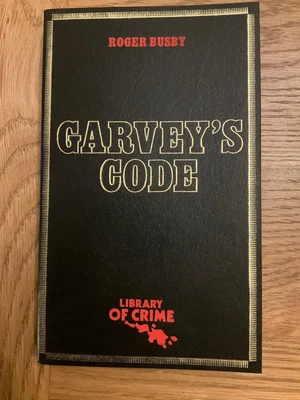 ROGER BUSBY
GARVEY'S
CODE
LIBRARY
OF CRIME